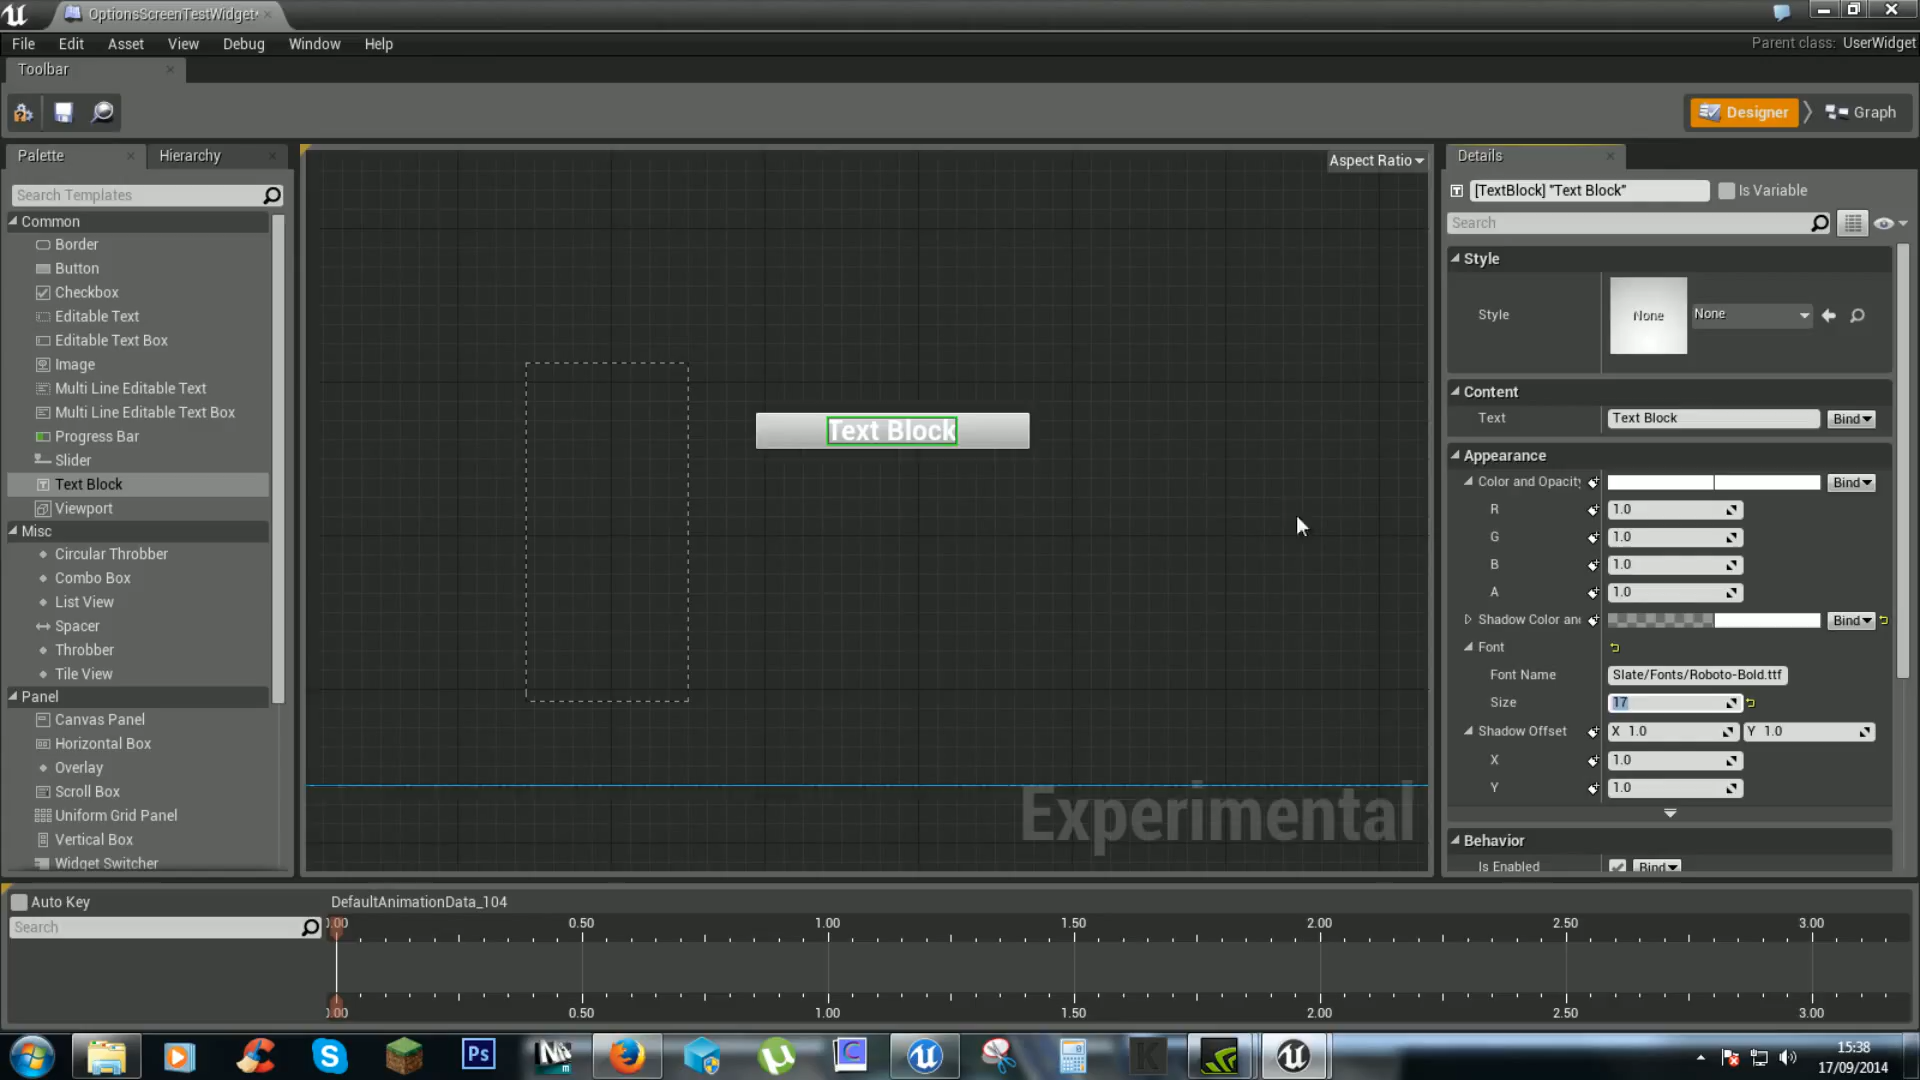 OptionsScreenTestWidget*
File Edit Asset View Debug Window Help
Parent class: UserWidget
Toolbar
Designer Graph
Palette Hierarchy
Search Templates
Common
Border
Button
Checkbox
Editable Text
Editable Text Box
Image
Multi Line Editable Text
Multi Line Editable Text Box
Progress Bar
Slider
Text Block
Viewport
Misc
Circular Throbber
Combo Box
List View
Spacer
Throbber
Tile View
Panel
Canvas Panel
Horizontal Box
Overlay
Scroll Box
Uniform Grid Panel
Vertical Box
Widget Switcher
Aspect Ratio
Text Block
Experimental
Details
[TextBlock] "Text Block" Is Variable
Search
Style
Style None None
Content
Text Text Block Bind
Appearance
Color and Opacity Bind
R 1.0
G 1.0
B 1.0
A 1.0
Shadow Color and Bind
Font
Font Name Slate/Fonts/Roboto-Bold.ttf
Size 17
Shadow Offset X 1.0 Y 1.0
X 1.0
Y 1.0
Behavior
Is Enabled Bind
Auto Key DefaultAnimationData_104
Search
0.00 0.50 1.00 1.50 2.00 2.50 3.00
0.00 0.50 1.00 1.50 2.00 2.50 3.00
Ps
15:38
17/09/2014